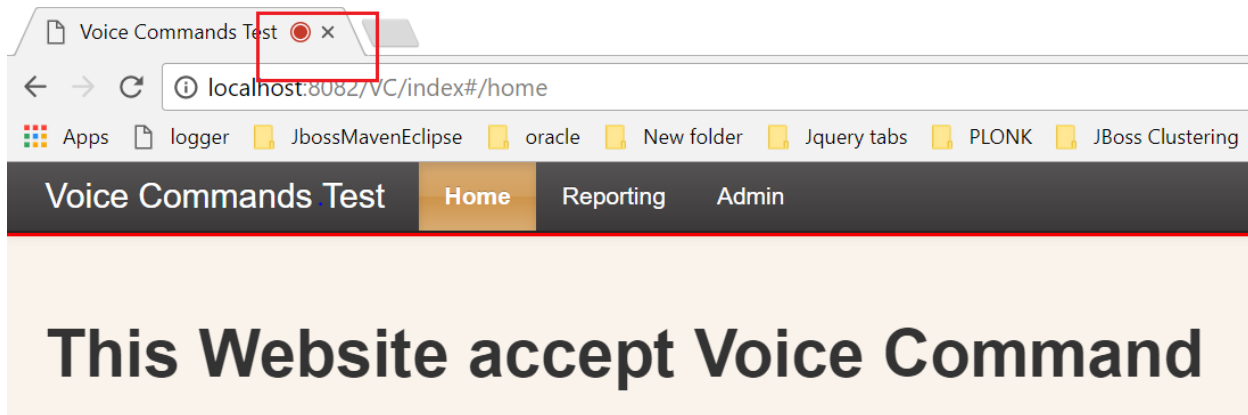 Voice Commands Test
localhost:8082/VC/index#/home
Apps logger JbossMavenEclipse oracle New folder Jquery tabs PLONK JBoss Clustering
Voice Commands Test Home Reporting Admin
This Website accept Voice Command